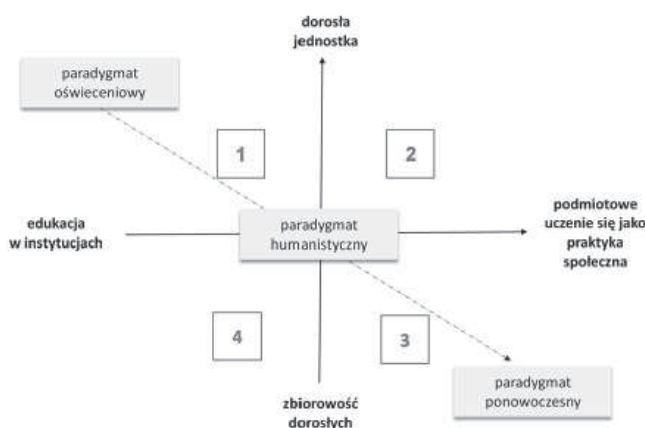 dorosła
jednostka
paradygmat
oświeceniowy
1
2
edukacja
w instytucjach
paradygmat
humanistyczny
podmiotowe
uczenie się jako
praktyka
społeczna
4
3
zbiorowość
dorosłych
paradygmat
ponowoczesny